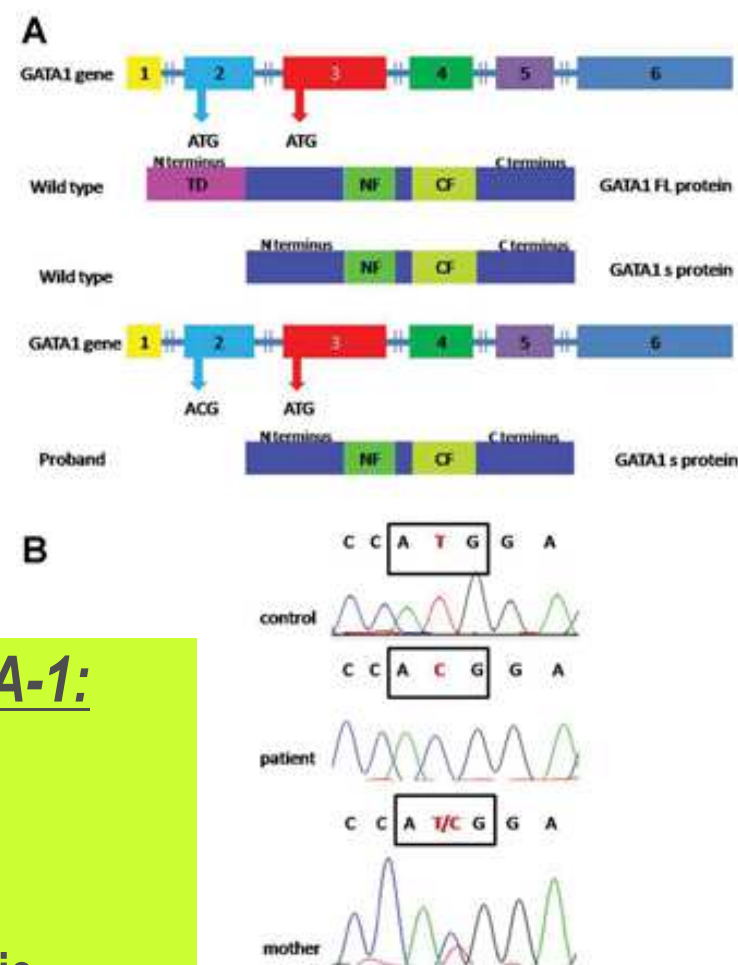 A
GATA1 gene 1 2 3 4 5 6
ATG ATG
N terminus C terminus
Wild type TD NF CF GATA1 FL protein
N terminus C terminus
Wild type NF CF GATA1 s protein
GATA1 gene 1 2 3 4 5 6
ACG ATG
N terminus C terminus
Proband NF CF GATA1 s protein
B
C C A T G G A
control
A-1:
C C A C G G A
patient
C C A T/C G G A
mother